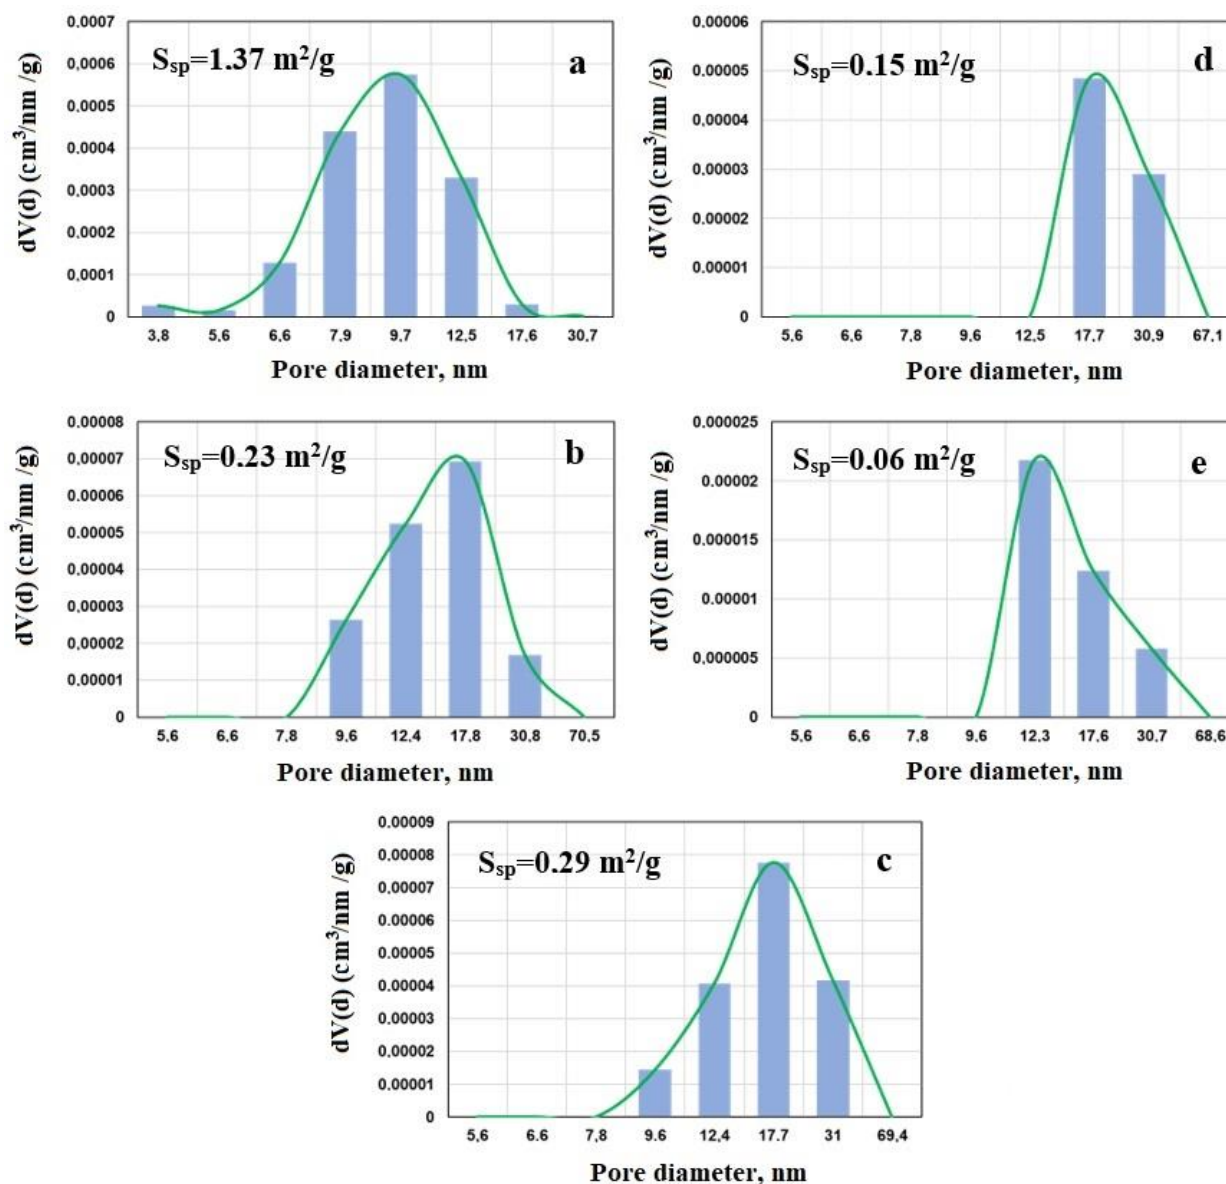 S_sp=1.37 m²/g
a
dV(d) (cm³/nm /g)
0.0007
0.0006
0.0005
0.0004
0.0003
0.0002
0.0001
0
3,8 5,6 6,6 7,9 9,7 12,5 17,6 30,7
Pore diameter, nm
S_sp=0.15 m²/g
d
dV(d) (cm³/nm /g)
0.00006
0.00005
0.00004
0.00003
0.00002
0.00001
0
5,6 6,6 7,8 9,6 12,5 17,7 30,9 67,1
Pore diameter, nm
S_sp=0.23 m²/g
b
dV(d) (cm³/nm /g)
0.00008
0.00007
0.00006
0.00005
0.00004
0.00003
0.00002
0.00001
0
5,6 6,6 7,8 9,6 12,4 17,8 30,8 70,5
Pore diameter, nm
S_sp=0.06 m²/g
e
dV(d) (cm³/nm /g)
0.000025
0.00002
0.000015
0.00001
0.000005
0
5,6 6,6 7,8 9,6 12,3 17,6 30,7 68,6
Pore diameter, nm
S_sp=0.29 m²/g
c
dV(d) (cm³/nm /g)
0.00009
0.00008
0.00007
0.00006
0.00005
0.00004
0.00003
0.00002
0.00001
0
5,6 6.6 7,8 9.6 12,4 17.7 31 69,4
Pore diameter, nm